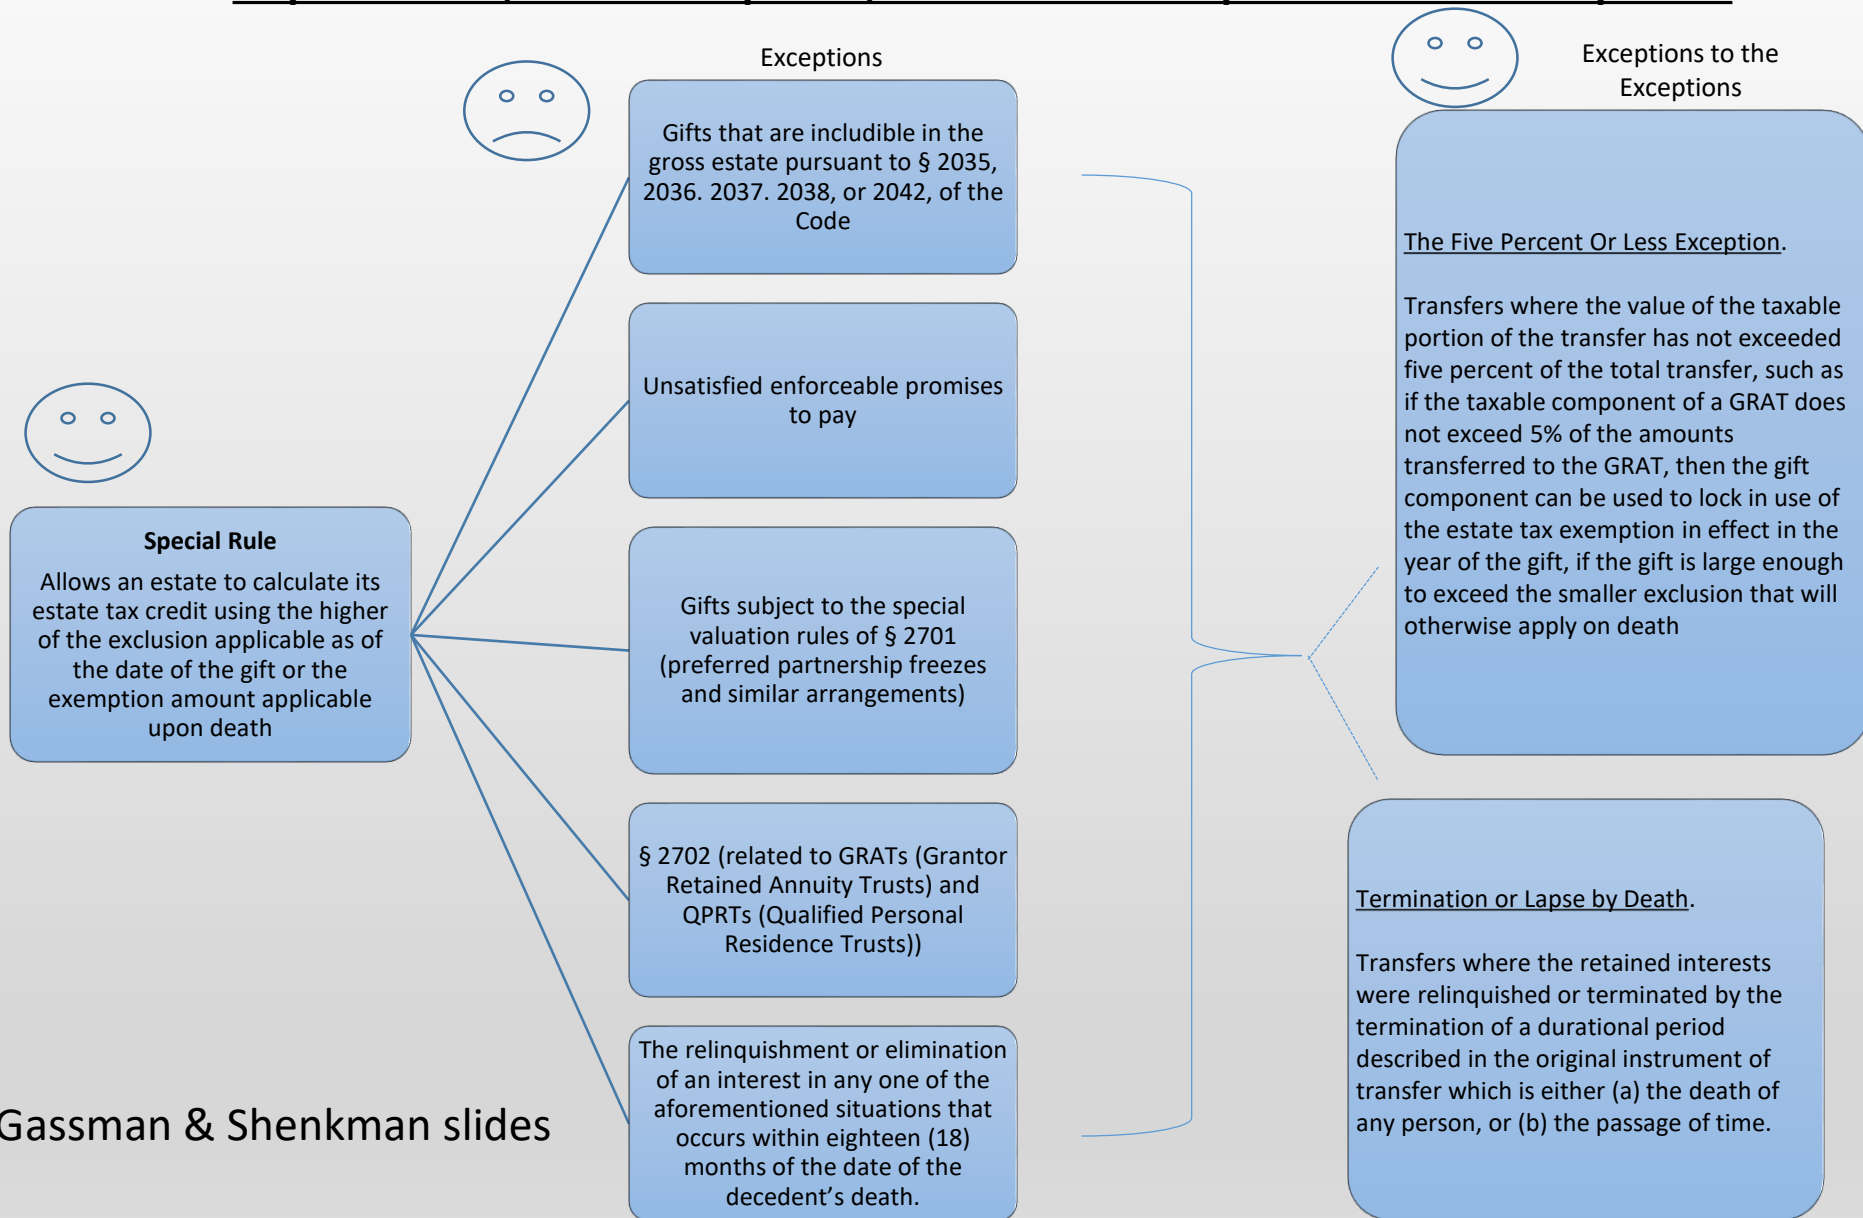 Exceptions
Exceptions to the
Exceptions
Special Rule
Allows an estate to calculate its
estate tax credit using the higher
of the exclusion applicable as of
the date of the gift or the
exemption amount applicable
upon death
Gifts that are includible in the
gross estate pursuant to § 2035,
2036. 2037. 2038, or 2042, of the
Code
Unsatisfied enforceable promises
to pay
Gifts subject to the special
valuation rules of § 2701
(preferred partnership freezes
and similar arrangements)
§ 2702 (related to GRATs (Grantor
Retained Annuity Trusts) and
QPRTs (Qualified Personal
Residence Trusts))
The relinquishment or elimination
of an interest in any one of the
aforementioned situations that
occurs within eighteen (18)
months of the date of the
decedent’s death.
The Five Percent Or Less Exception.
Transfers where the value of the taxable
portion of the transfer has not exceeded
five percent of the total transfer, such as
if the taxable component of a GRAT does
not exceed 5% of the amounts
transferred to the GRAT, then the gift
component can be used to lock in use of
the estate tax exemption in effect in the
year of the gift, if the gift is large enough
to exceed the smaller exclusion that will
otherwise apply on death
Termination or Lapse by Death.
Transfers where the retained interests
were relinquished or terminated by the
termination of a durational period
described in the original instrument of
transfer which is either (a) the death of
any person, or (b) the passage of time.
Gassman & Shenkman slides